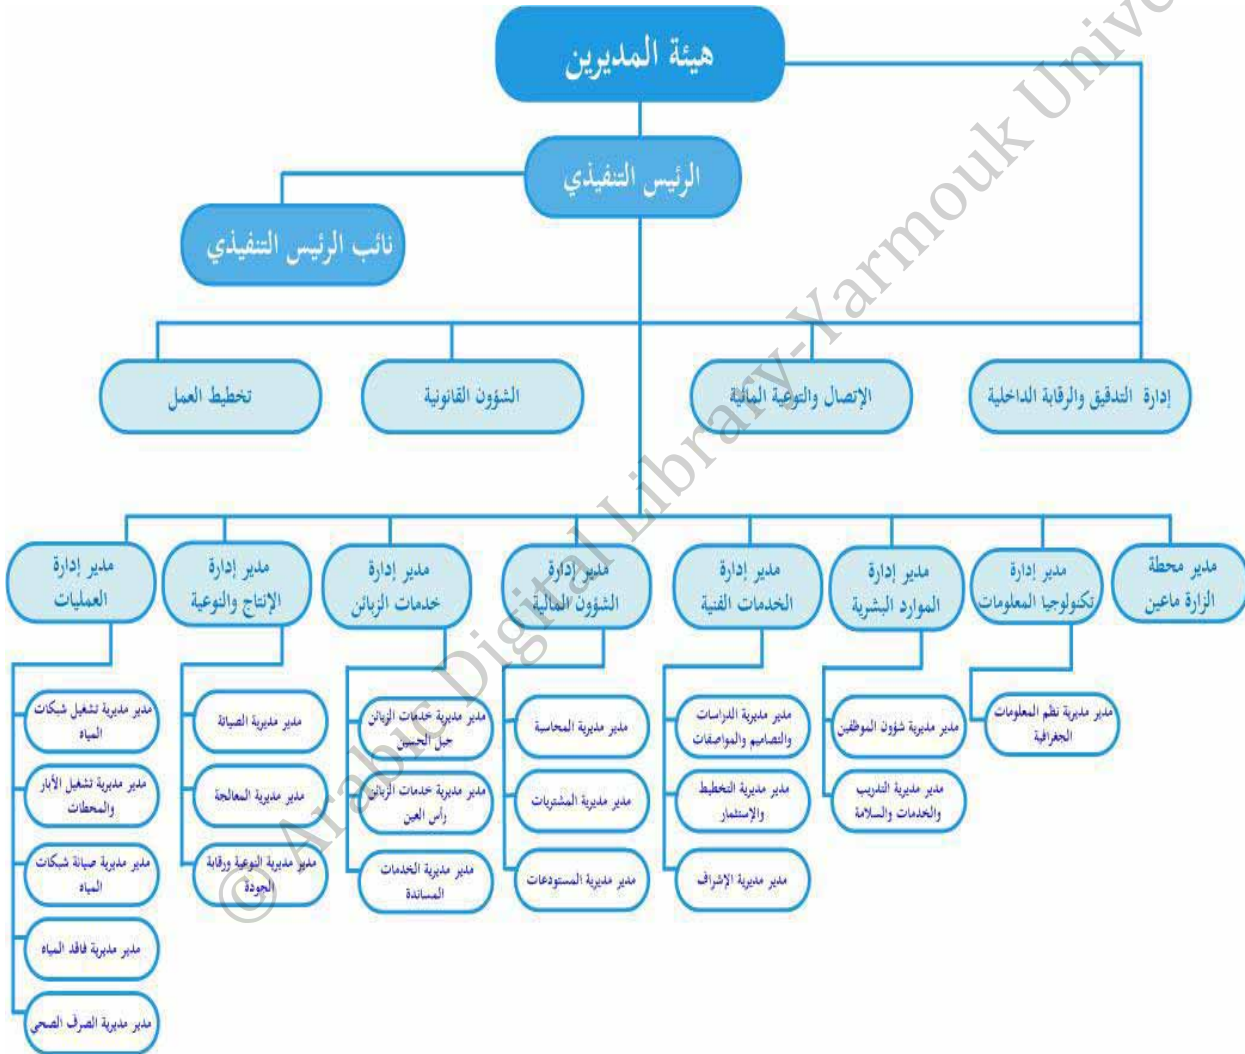 هيئة المديرين
الرئيس التنفيذي
نائب الرئيس التنفيذي
إدارة التدقيق والرقابة الداخلية
الإتصال والتوعية المائية
الشؤون القانونية
تخطيط العمل
مدير محطة
الزارة ماعين
مدير إدارة
تكنولوجيا المعلومات
مدير إدارة
الموارد البشرية
مدير إدارة
الخدمات الفنية
مدير إدارة
الشؤون المالية
مدير إدارة
خدمات الزبائن
مدير إدارة
الإنتاج والنوعية
مدير إدارة
العمليات
مدير مديرية نظم المعلومات
الجغرافية
مدير مديرية شؤون الموظفين
مدير مديرية التدريب
والخدمات والسلامة
مدير مديرية الدراسات
والتصاميم والمواصفات
مدير مديرية التخطيط
والإستثمار
مدير مديرية الإشراف
مدير مديرية المحاسبة
مدير مديرية المشتريات
مدير مديرية المستودعات
مدير مديرية خدمات الزبائن
جبل الحسين
مدير مديرية خدمات الزبائن
رأس العين
مدير مديرية الخدمات
المساندة
مدير مديرية الصيانة
مدير مديرية المعالجة
مدير مديرية النوعية ورقابة
الجودة
مدير مديرية تشغيل شبكات
المياه
مدير مديرية تشغيل الأبار
والمحطات
مدير مديرية صيانة شبكات
المياه
مدير مديرية فاقد المياه
مدير مديرية الصرف الصحي
© Arabic Digital Library-Yarmouk Unive